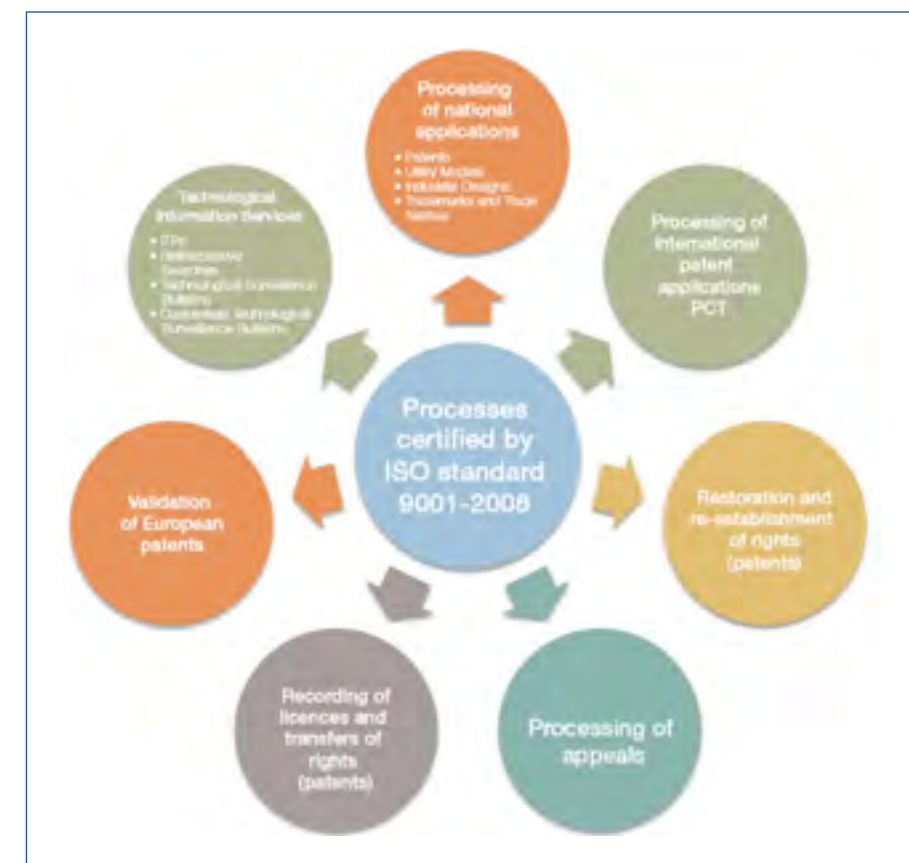 Processing
of national
applications
• Patents
• Utility Models
• Industrial Designs
• Trademarks and Trade
Names
Technological
Information Services
• ITPs
• Retrospective
Searches
• Technological Surveillance
Bulletins
• Customised Technological
Surveillance Bulletins
Processing of
international
patent
applications
PCT
Processes
certified by
ISO standard
9001-2008
Validation
of European
patents
Restoration and
re-establishment
of rights
(patents)
Recording of
licences and
transfers of
rights
(patents)
Processing of
appeals